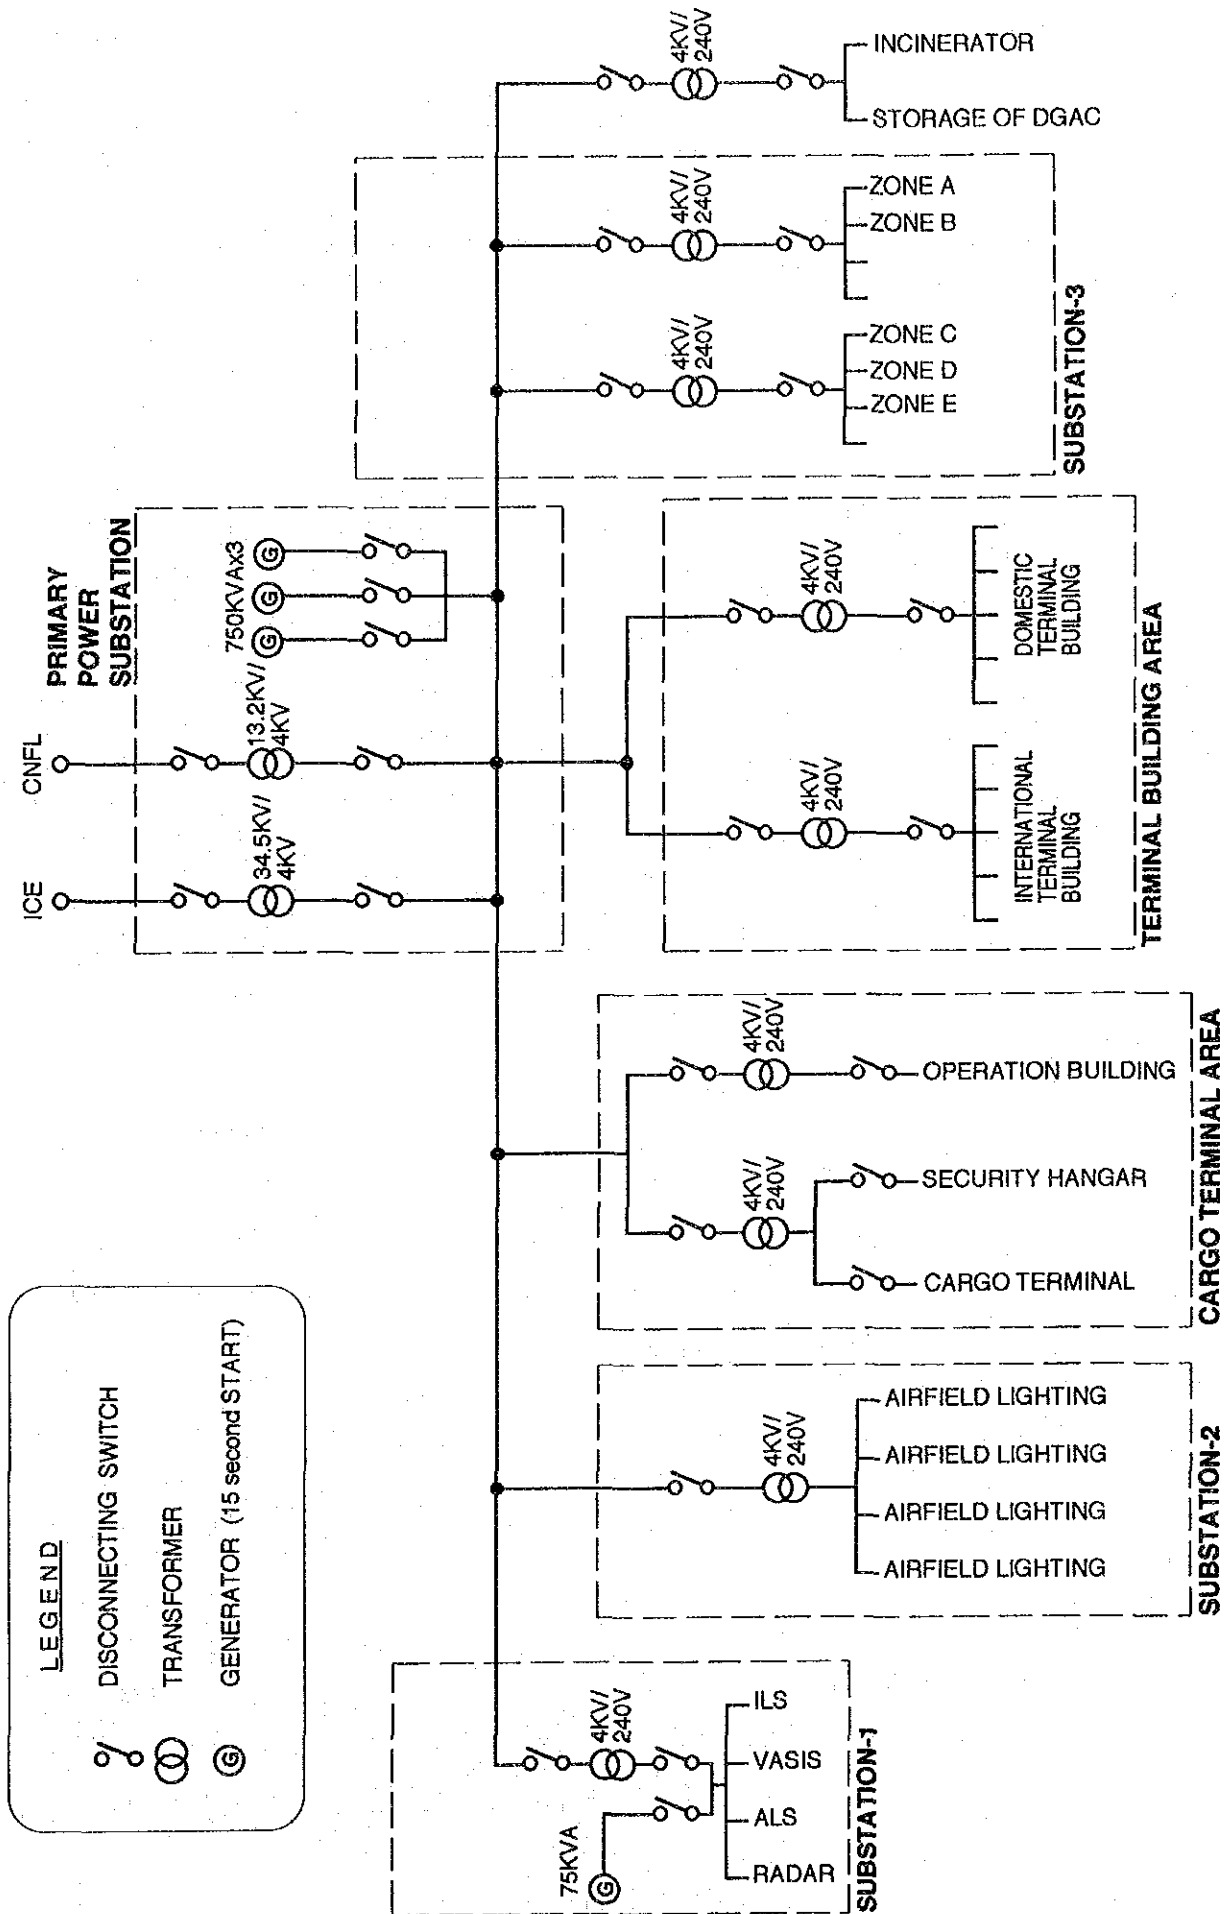 LEGEND
DISCONNECTING SWITCH
TRANSFORMER
G
GENERATOR (15 second START)
ICE
CNFL
PRIMARY
POWER
SUBSTATION
34.5KV/
4KV
13.2KV/
4KV
750KVAx3
G
G
G
75KVA
G
4KV/
240V
RADAR
ALS
VASIS
ILS
SUBSTATION-1
4KV/
240V
AIRFIELD LIGHTING
AIRFIELD LIGHTING
AIRFIELD LIGHTING
AIRFIELD LIGHTING
SUBSTATION-2
4KV/
240V
4KV/
240V
CARGO TERMINAL
SECURITY HANGAR
OPERATION BUILDING
CARGO TERMINAL AREA
4KV/
240V
4KV/
240V
INTERNATIONAL
TERMINAL
BUILDING
DOMESTIC
TERMINAL
BUILDING
TERMINAL BUILDING AREA
4KV/
240V
4KV/
240V
ZONE E
ZONE D
ZONE C
ZONE B
ZONE A
SUBSTATION-3
4KV/
240V
STORAGE OF DGAC
INCINERATOR